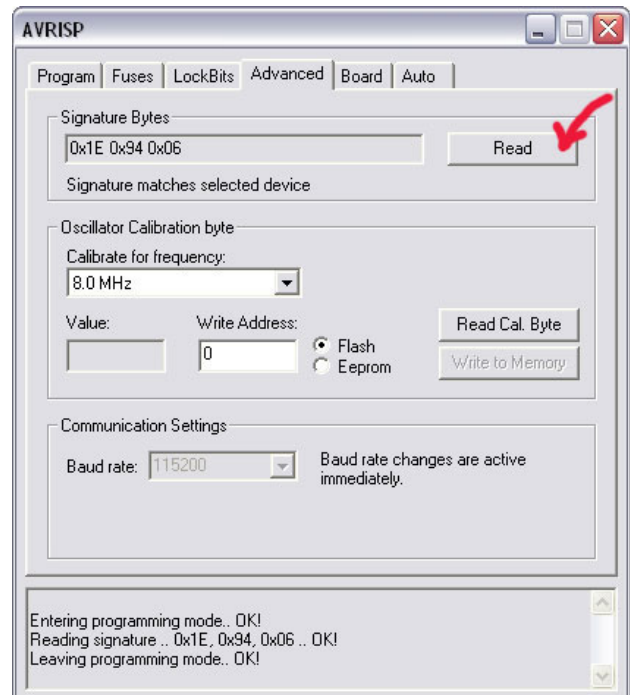 AVRISP
Program Fuses LockBits Advanced Board Auto
Signature Bytes
0x1E 0x94 0x06 Read
Signature matches selected device
Oscillator Calibration byte
Calibrate for frequency:
8.0 MHz
Value: Write Address: Read Cal. Byte
0 Flash
Eeprom Write to Memory
Communication Settings
Baud rate: 115200 Baud rate changes are active
immediately.
Entering programming mode.. OK!
Reading signature .. 0x1E, 0x94, 0x06 .. OK!
Leaving programming mode.. OK!